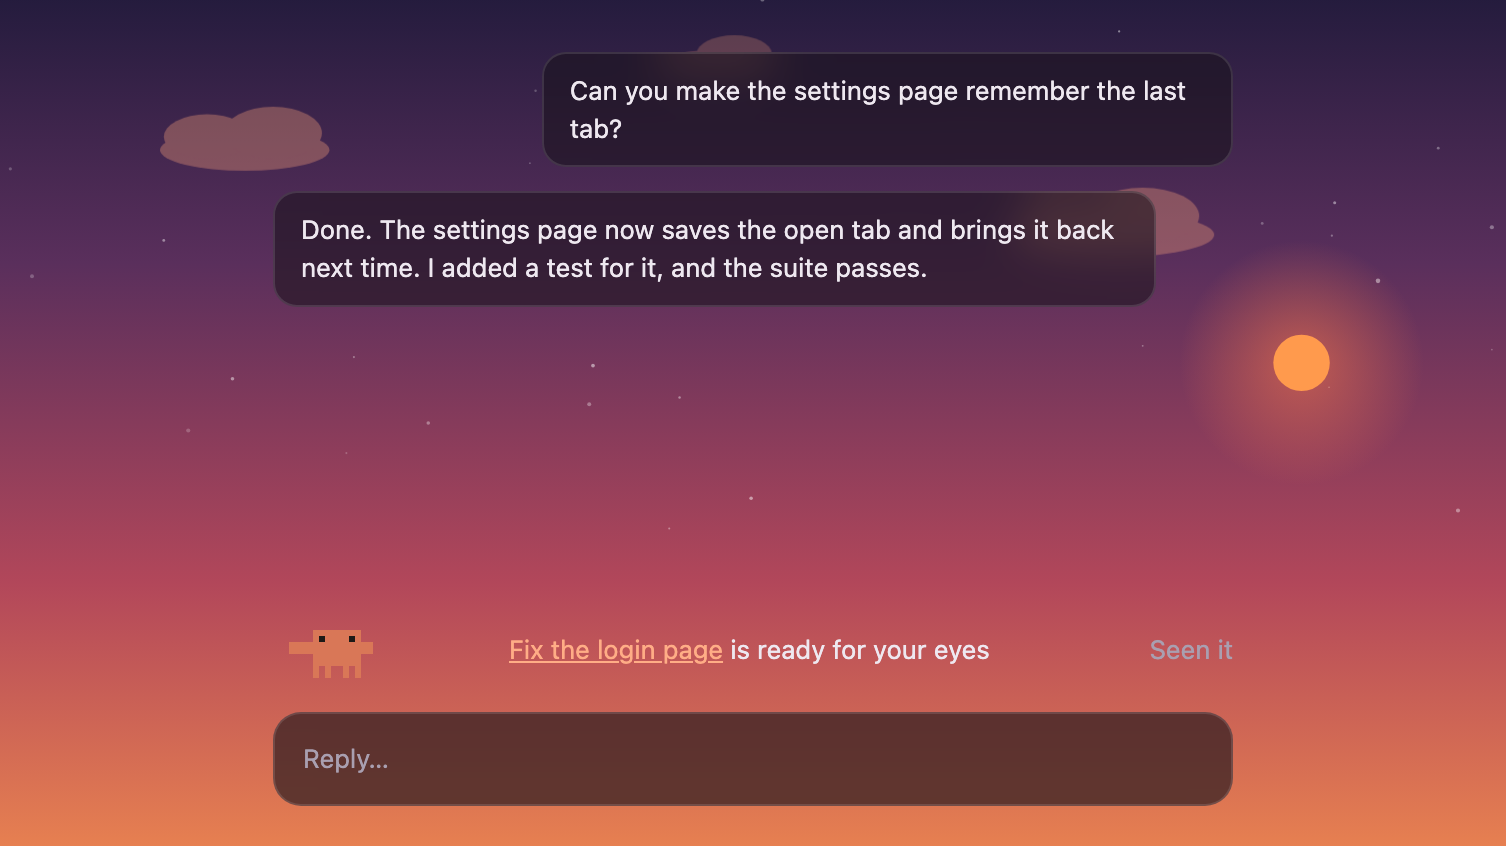 Can you make the settings page remember the last
tab?
Done. The settings page now saves the open tab and brings it back
next time. I added a test for it, and the suite passes.
Fix the login page is ready for your eyes
Seen it
Reply...